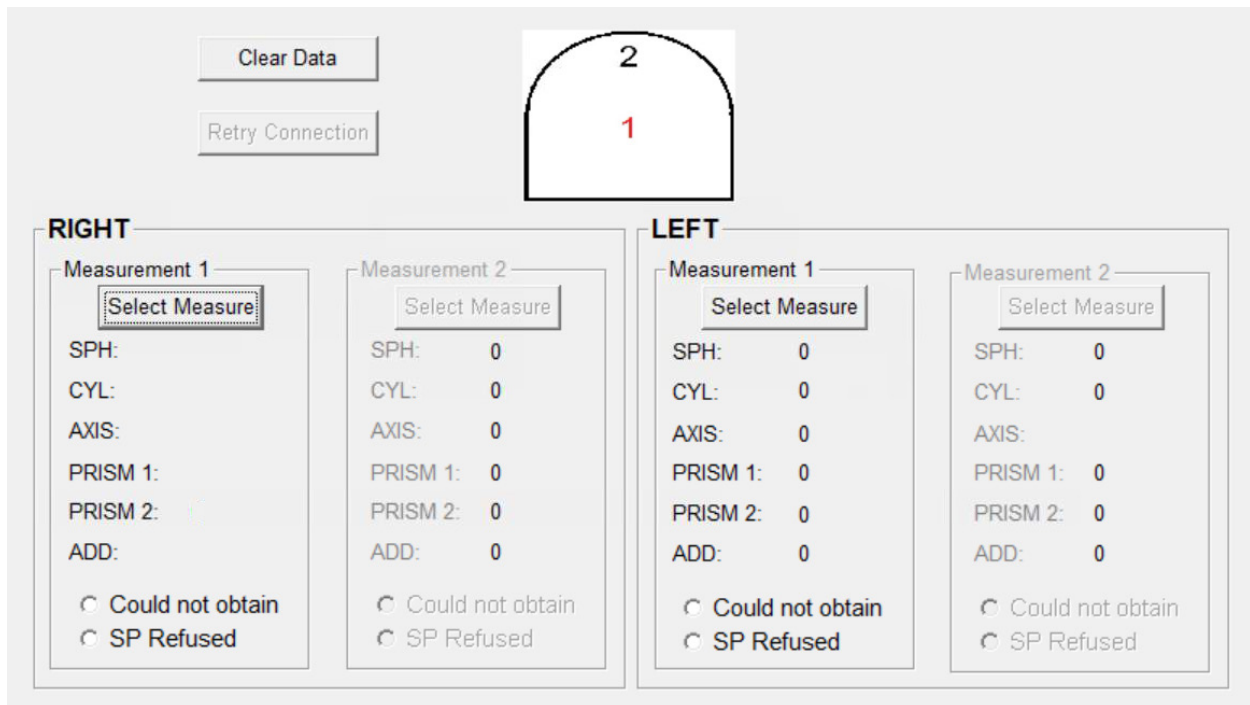 Clear Data
2
Retry Connection
1
RIGHT
Measurement 1
Select Measure
SPH:
CYL:
AXIS:
PRISM 1:
PRISM 2:
ADD:
Could not obtain
SP Refused
Measurement 2
Select Measure
SPH: 0
CYL: 0
AXIS: 0
PRISM 1: 0
PRISM 2: 0
ADD: 0
Could not obtain
SP Refused
LEFT
Measurement 1
Select Measure
SPH: 0
CYL: 0
AXIS: 0
PRISM 1: 0
PRISM 2: 0
ADD: 0
Could not obtain
SP Refused
Measurement 2
Select Measure
SPH: 0
CYL: 0
AXIS:
PRISM 1: 0
PRISM 2: 0
ADD: 0
Could not obtain
SP Refused